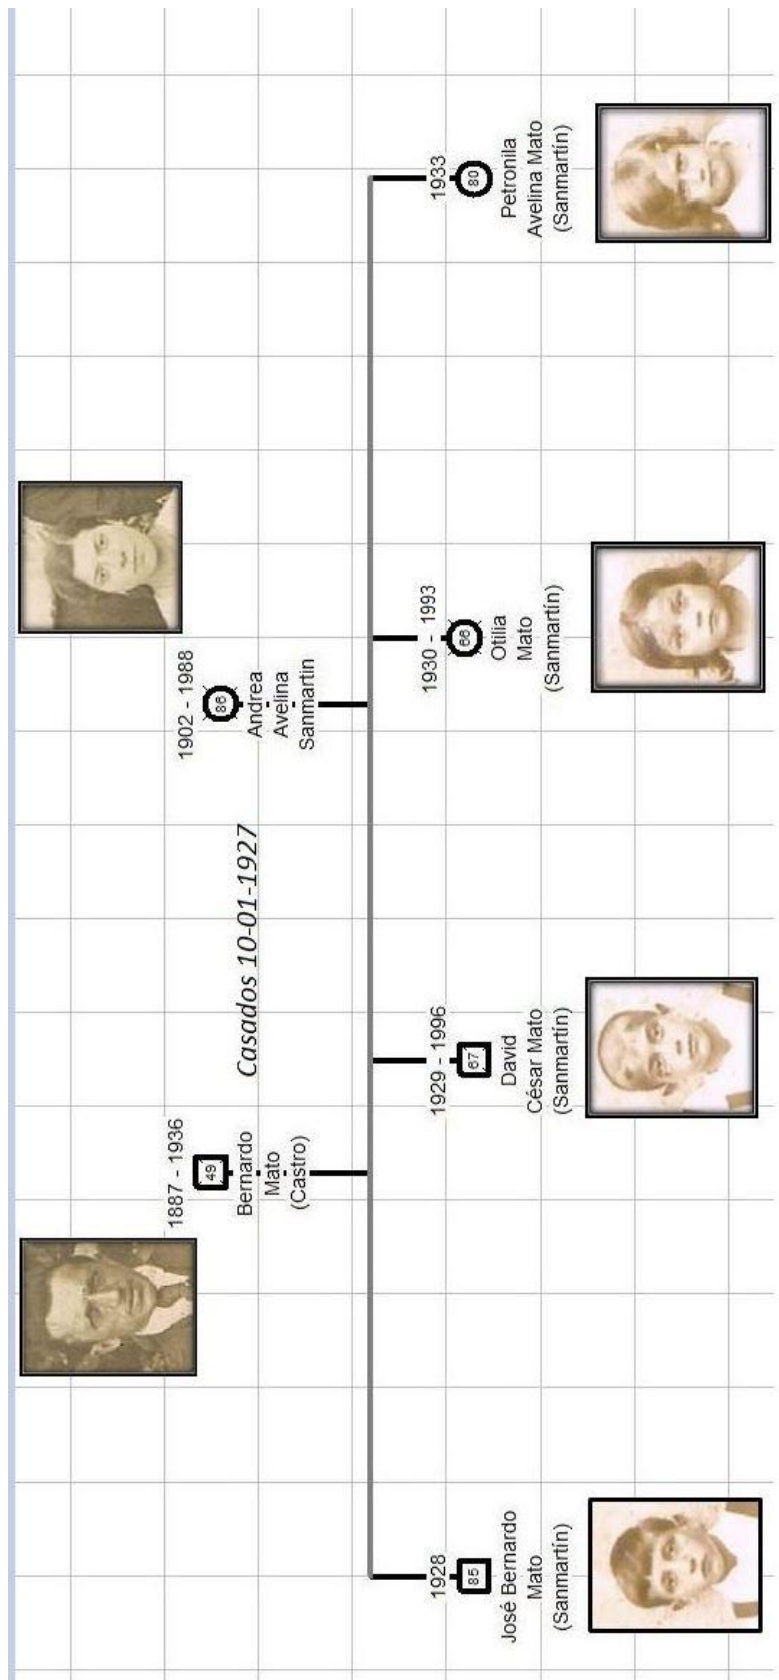 1887 - 1936
49
Bernardo
Mato
(Castro)
Casados 10-01-1927
1902 - 1988
86
Andrea
Avelina
Sanmartin
1928
85
José Bernardo
Mato
(Sanmartín)
1929 - 1996
67
David
César Mato
(Sanmartín)
1930 - 1993
66
Otilia
Mato
(Sanmartín)
1933
80
Petronila
Avelina Mato
(Sanmartín)